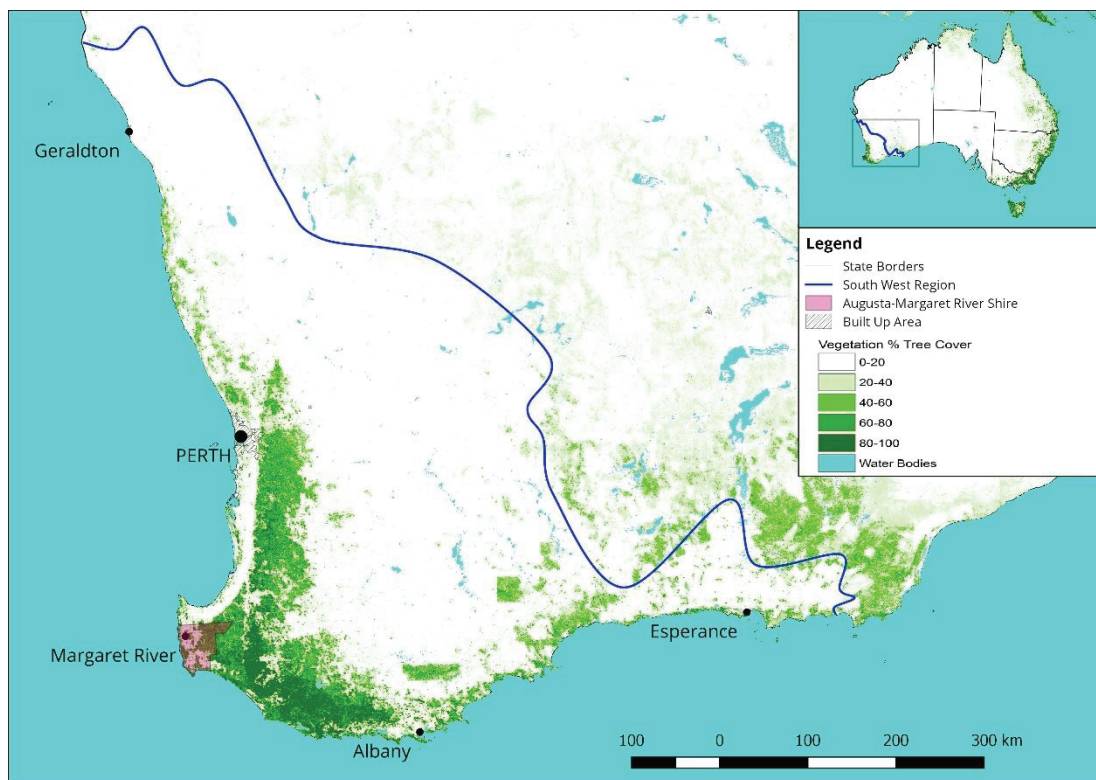 Geraldton
PERTH
Margaret River
Albany
Esperance
Legend
State Borders
South West Region
Augusta-Margaret River Shire
Built Up Area
Vegetation % Tree Cover
0-20
20-40
40-60
60-80
80-100
Water Bodies
100 0 100 200 300 km